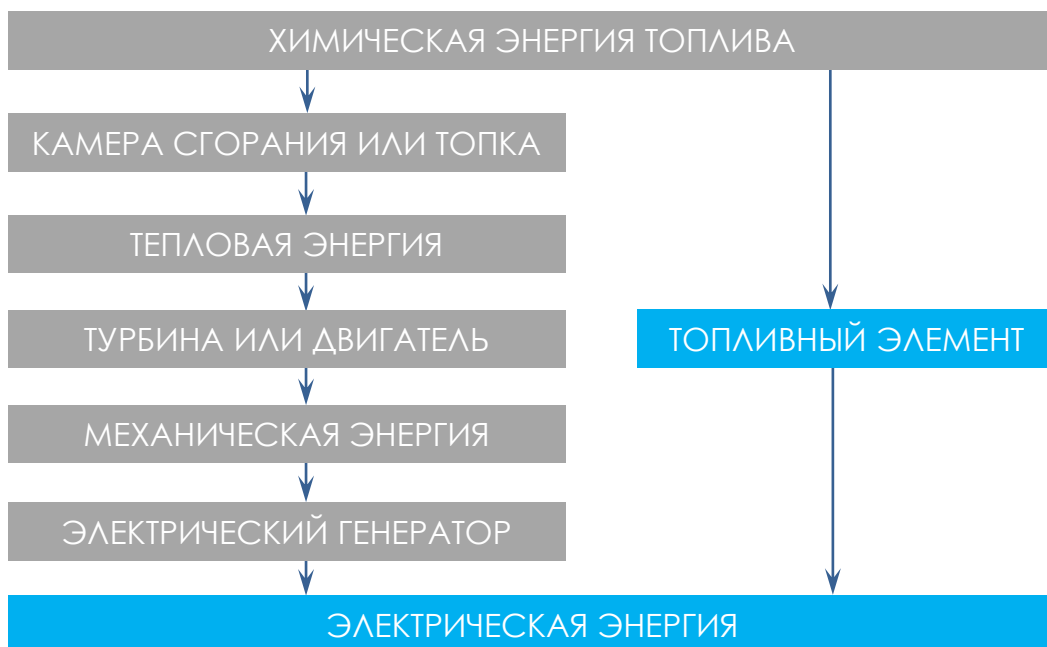 ХИМИЧЕСКАЯ ЭНЕРГИЯ ТОПЛИВА
КАМЕРА СГОРАНИЯ ИЛИ ТОПКА
ТЕПЛОВАЯ ЭНЕРГИЯ
ТУРБИНА ИЛИ ДВИГАТЕЛЬ
ТОПЛИВНЫЙ ЭЛЕМЕНТ
МЕХАНИЧЕСКАЯ ЭНЕРГИЯ
ЭЛЕКТРИЧЕСКИЙ ГЕНЕРАТОР
ЭЛЕКТРИЧЕСКАЯ ЭНЕРГИЯ